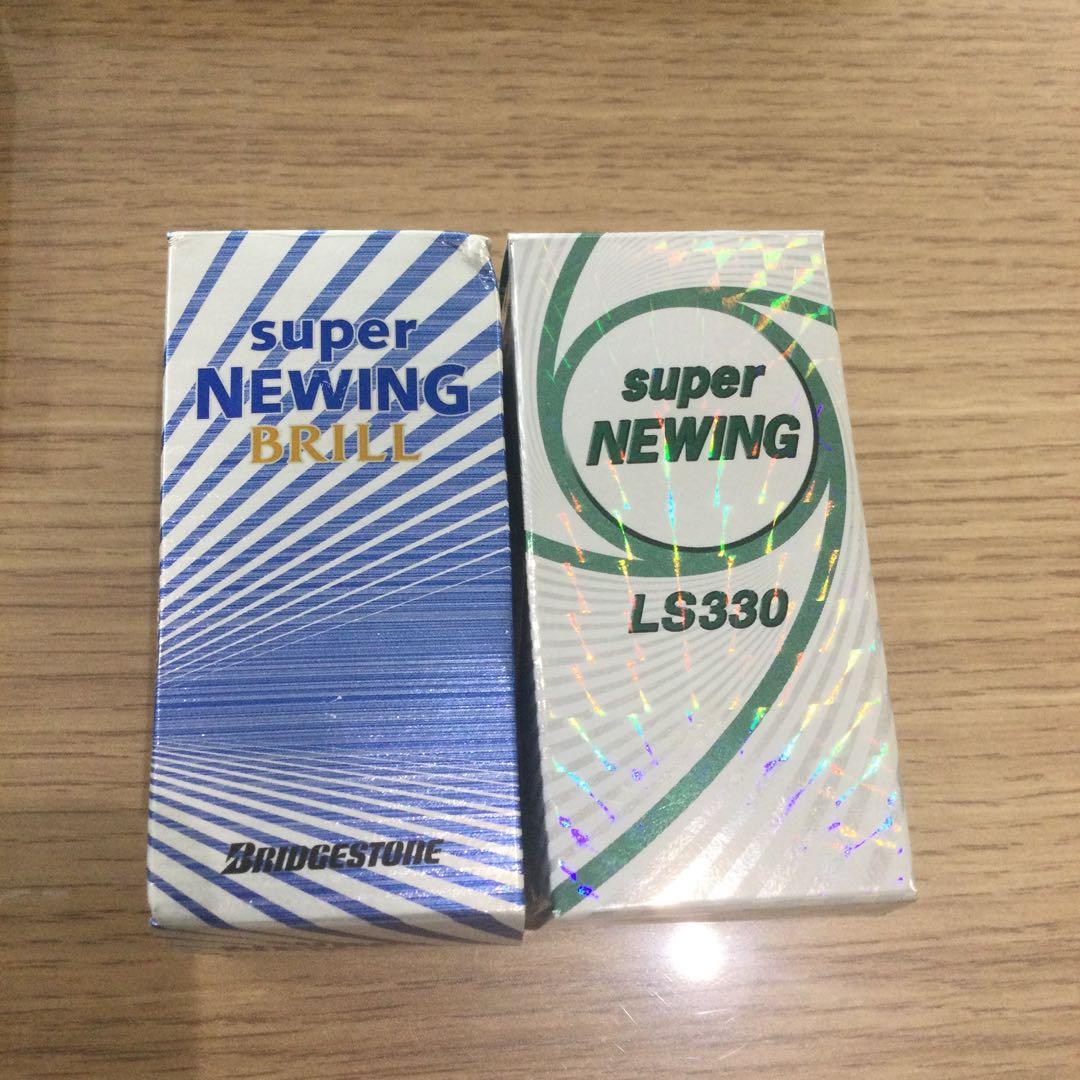 super
NEWING
BRILL
BRIDGESTONE
super
NEWING
LS330